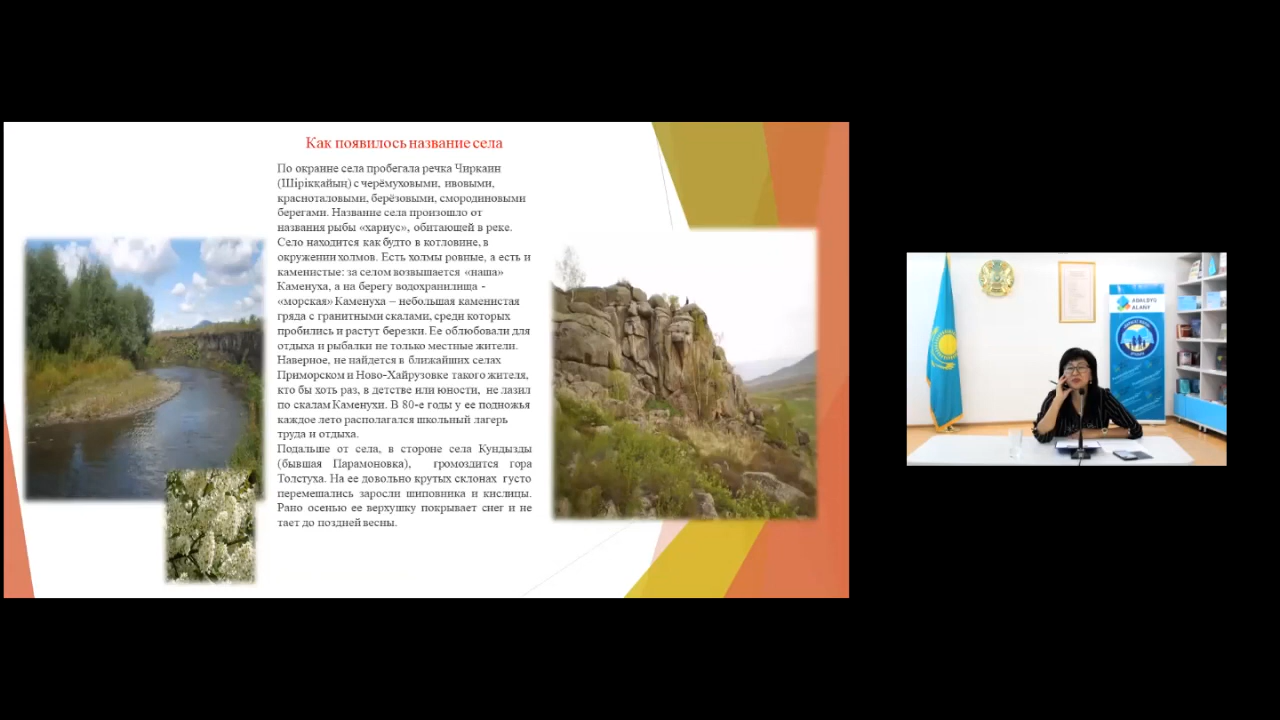 Как появилось название села
По окраине села пробегала речка Чиркаин
(Шіріққайың) с черёмуховыми, ивовыми,
красноталовыми, берёзовыми, смородиновыми
берегами. Название села произошло от
названия рыбы «хариус», обитающей в реке.
Село находится как будто в котловине, в
окружении холмов. Есть холмы ровные, а есть и
каменистые: за селом возвышается «наша»
Каменуха, а на берегу водохранилища -
«морская» Каменуха – небольшая каменистая
гряда с гранитными скалами, среди которых
пробились и растут березки. Ее облюбовали для
отдыха и рыбалки не только местные жители.
Наверное, не найдется в ближайших селах
Приморском и Ново-Хайрузовке такого жителя,
кто бы хоть раз, в детстве или юности, не лазил
по скалам Каменухи. В 80-е годы у ее подножья
каждое лето располагался школьный лагерь
труда и отдыха.
Подальше от села, в стороне села Кундызды
(бывшая Парамоновка), громоздится гора
Толстуха. На ее довольно крутых склонах густо
перемешались заросли шиповника и кислицы.
Рано осенью ее верхушку покрывает снег и не
тает до поздней весны.
ADALDYQ
ALANY